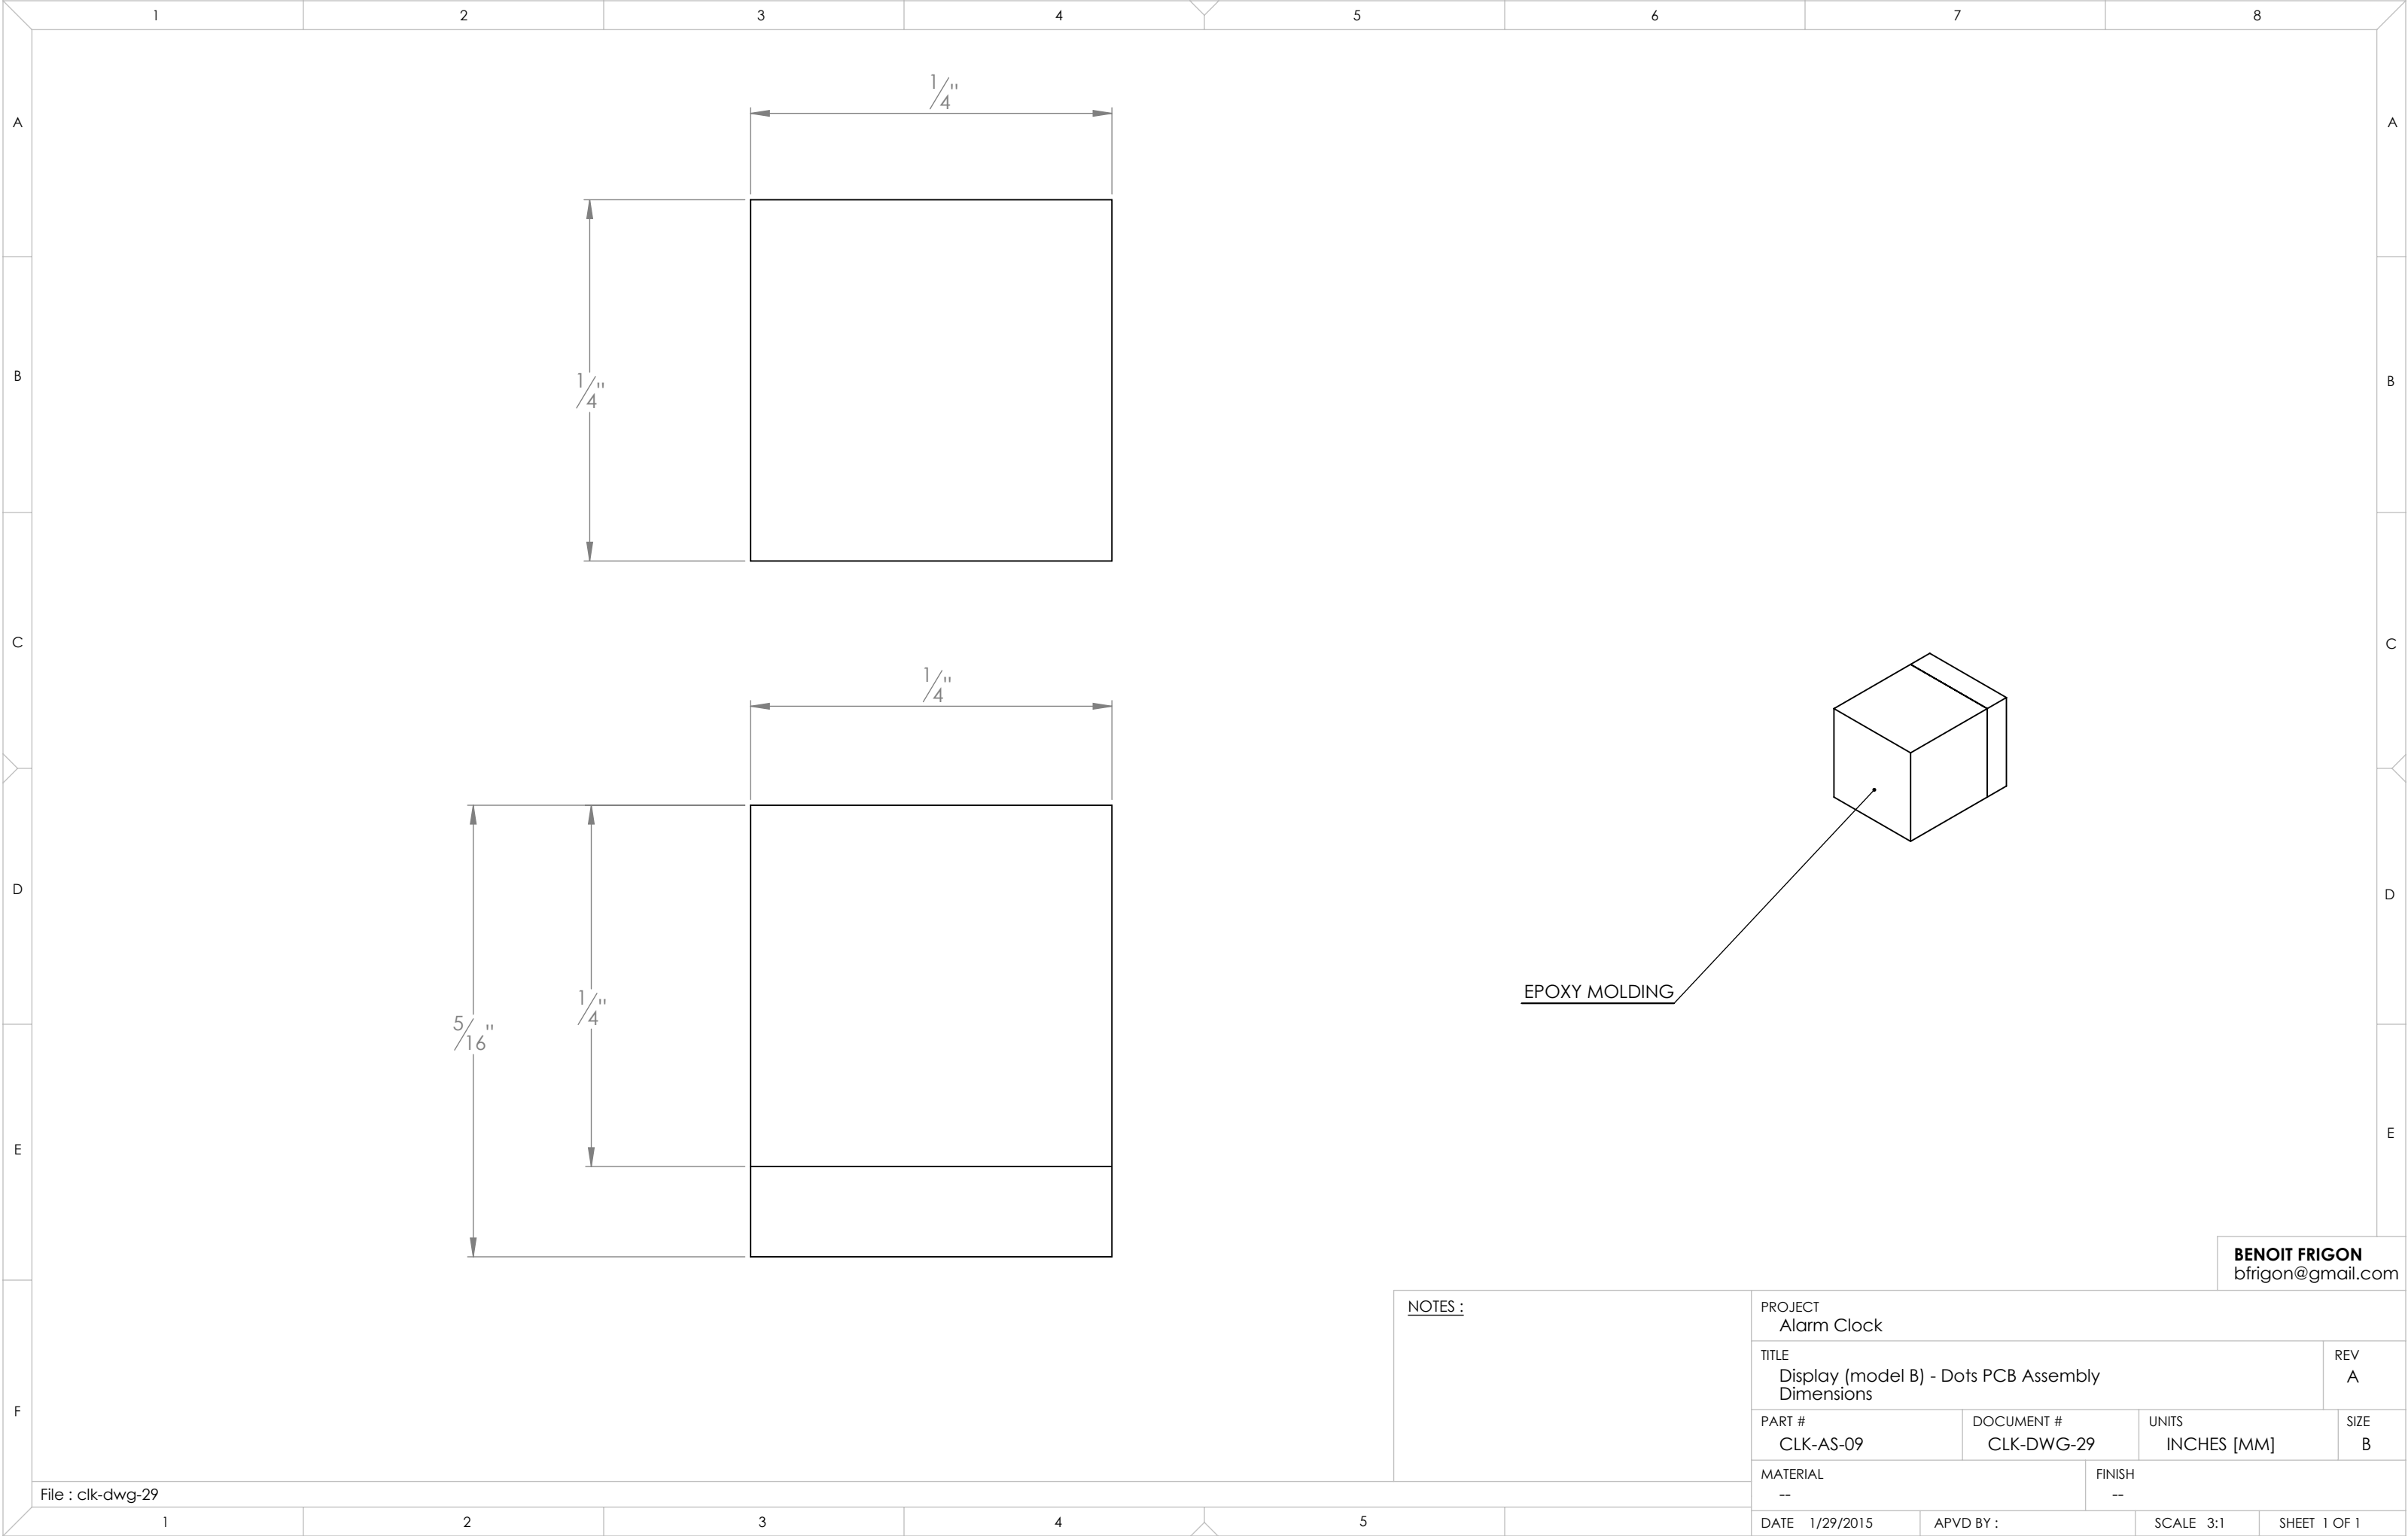 1 2 3 4 5 6 7 8
A A
B B
C C
D D
E E
F
1/4"
1/4"
1/4"
1/4"
5/16"
EPOXY MOLDING
BENOIT FRIGON
bfrigon@gmail.com
NOTES :
PROJECT
Alarm Clock
TITLE
Display (model B) - Dots PCB Assembly
Dimensions
REV
A
PART #
CLK-AS-09
DOCUMENT #
CLK-DWG-29
UNITS
INCHES [MM]
SIZE
B
MATERIAL
--
FINISH
--
DATE 1/29/2015
APVD BY :
SCALE 3:1
SHEET 1 OF 1
File : clk-dwg-29
1 2 3 4 5